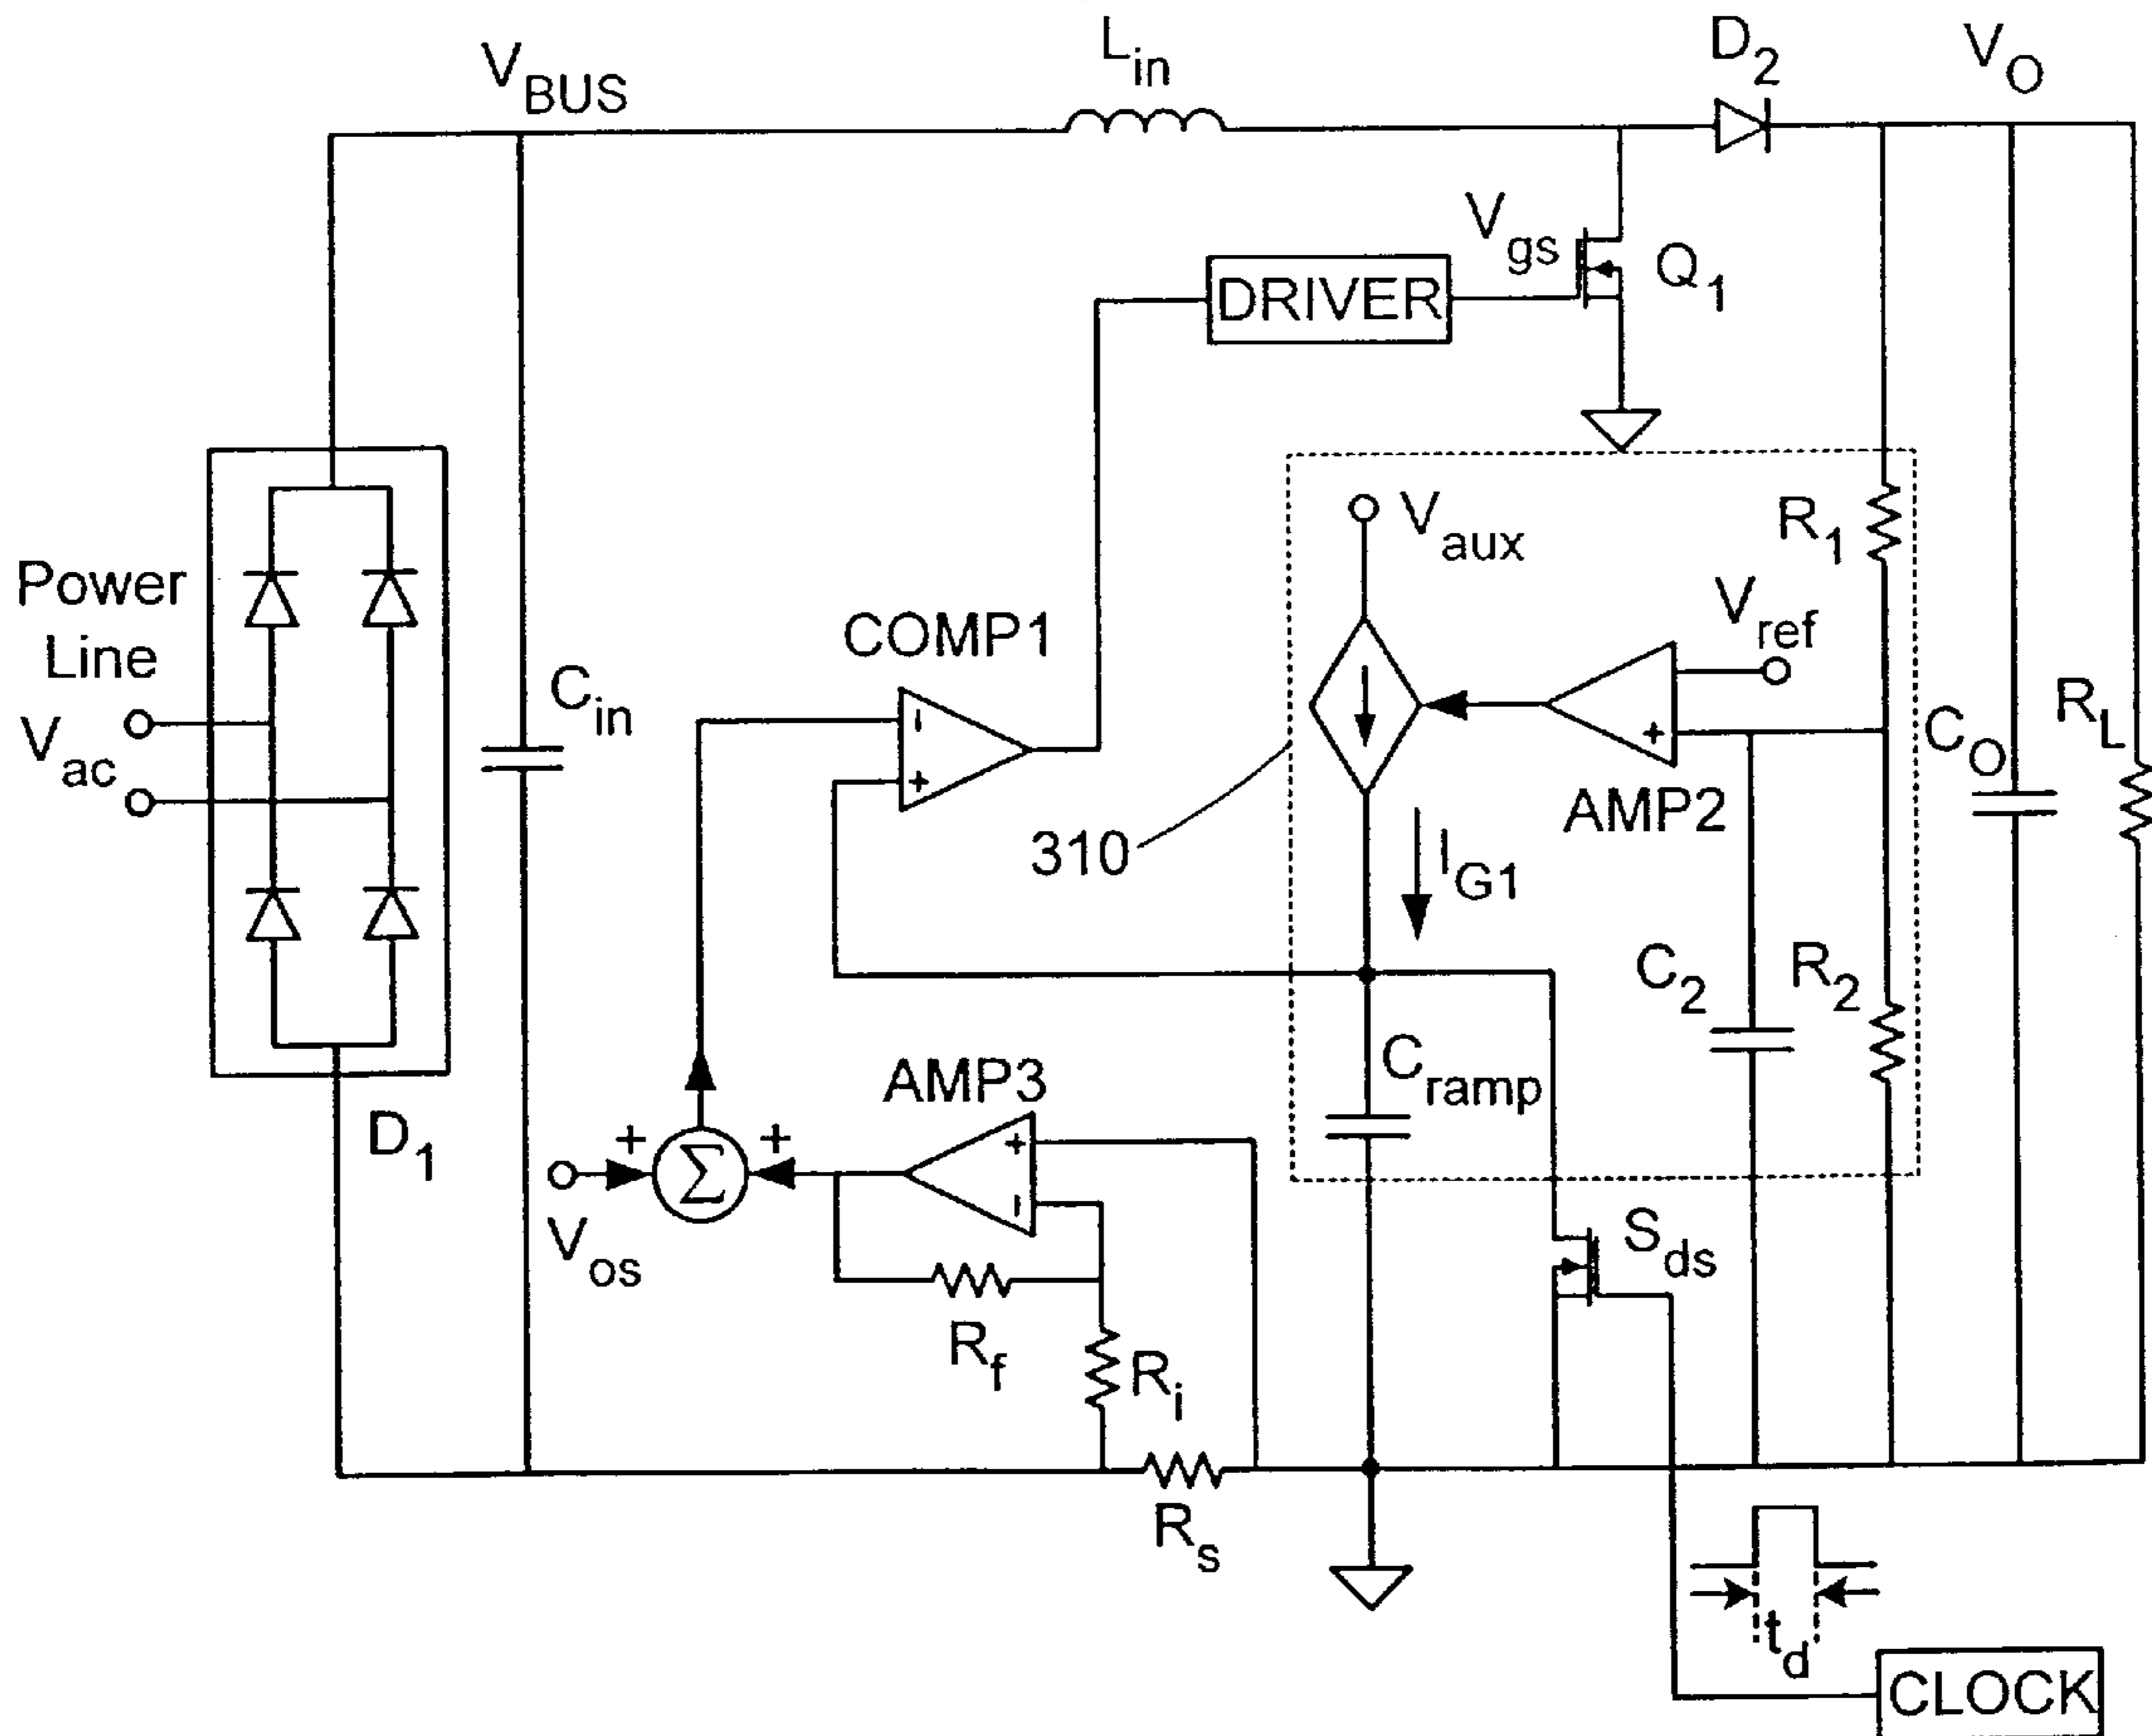 V_BUS
L_in
D_2
V_O
V_gs
Q_1
DRIVER
V_aux
R_1
V_ref
Power
Line
V_ac
C_in
COMP1
-
+
+
AMP2
C_O
R_L
310
I_G1
C_2
R_2
C_ramp
AMP3
D_1
+
+
Σ
+
-
V_os
S_ds
R_f
R_i
R_s
t_d
CLOCK